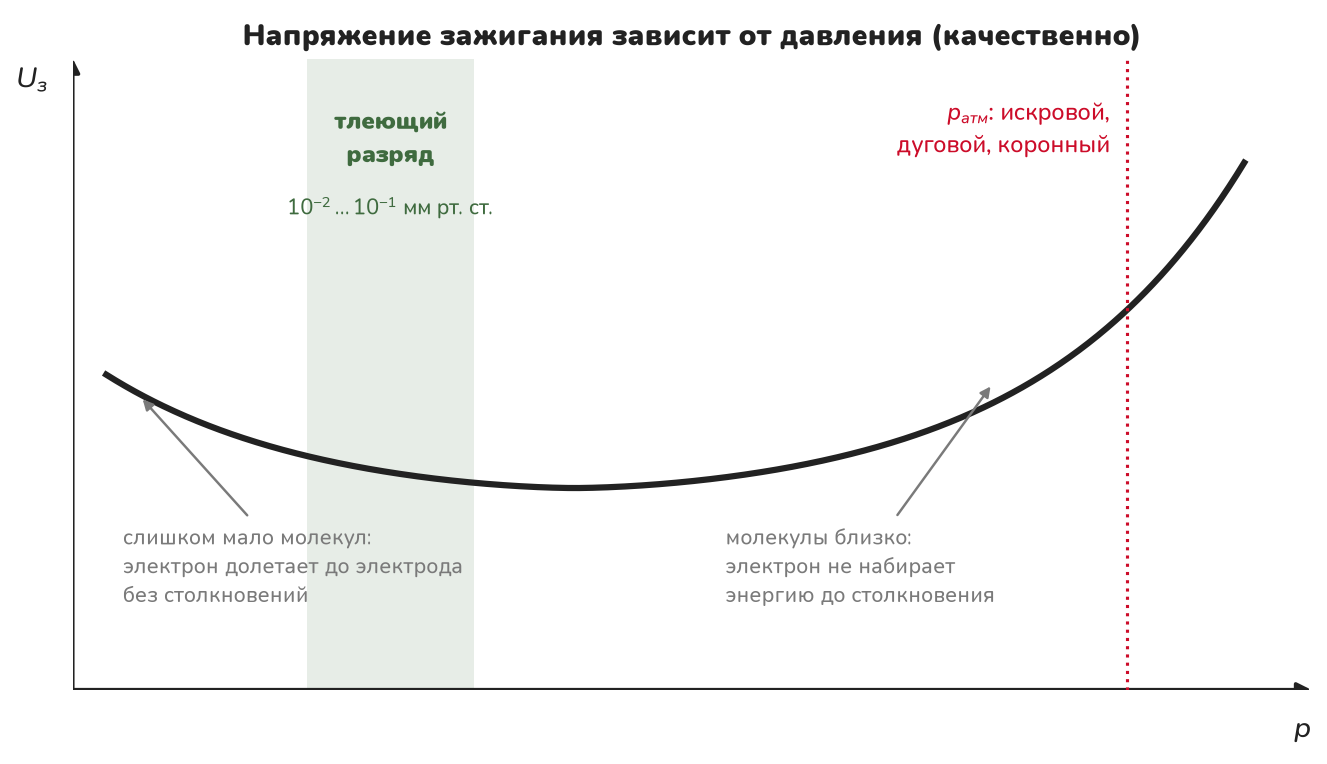 Напряжение зажигания зависит от давления (качественно)
Uз
тлеющий
разряд
10⁻² … 10⁻¹ мм рт. ст.
pатм: искровой,
дуговой, коронный
слишком мало молекул:
электрон долетает до электрода
без столкновений
молекулы близко:
электрон не набирает
энергию до столкновения
p